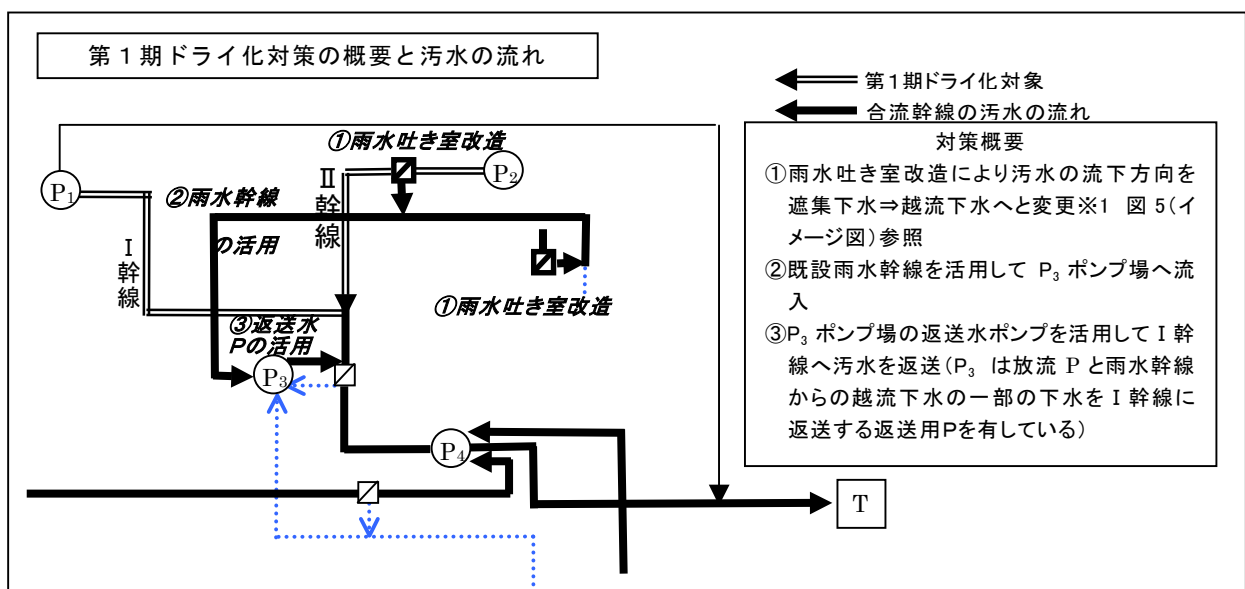 第1期ドライ化対策の概要と汚水の流れ
第1期ドライ化対象
合流幹線の汚水の流れ
対策概要
①雨水吐き室改造により汚水の流下方向を
遮集下水⇒越流下水へと変更※1 図 5(イ
メージ図)参照
②既設雨水幹線を活用して P₃ ポンプ場へ流
入
③P₃ ポンプ場の返送水ポンプを活用してⅠ幹
線へ汚水を返送(P₃ は放流 P と雨水幹線
からの越流下水の一部の下水をⅠ幹線に
返送する返送用Pを有している)
①雨水吐き室改造
P₁
P₂
②雨水幹線
の活用
Ⅱ幹線
Ⅰ幹線
①雨水吐き室改造
③返送水
Pの活用
P₃
P₄
T